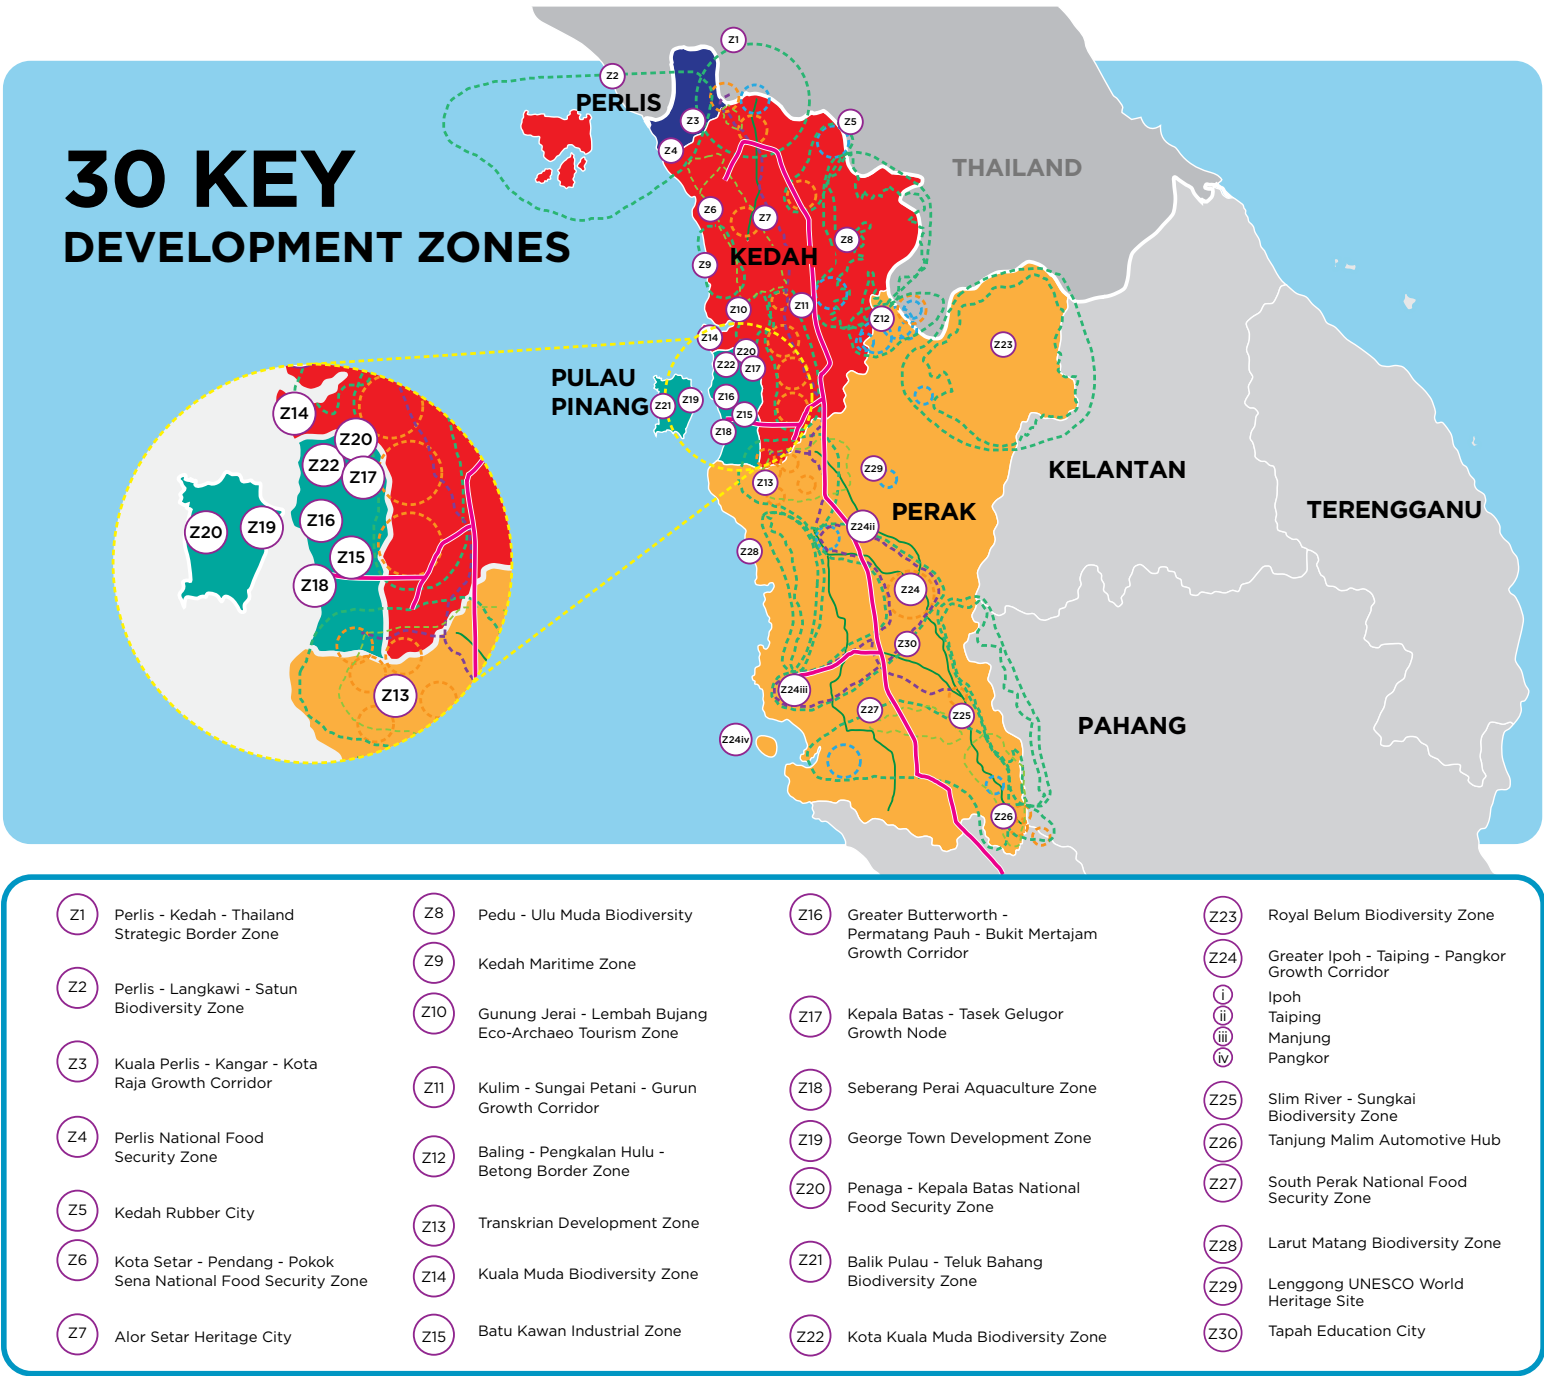 30 KEY
DEVELOPMENT ZONES
Z1
Z2
PERLIS
Z3
Z5
Z4
THAILAND
Z6
Z7
Z8
KEDAH
Z9
Z11
Z10
Z12
Z14
Z23
Z20
Z22
Z17
PULAU
PINANG
Z21
Z19
Z16
Z15
Z18
Z29
Z13
KELANTAN
PERAK
TERENGGANU
Z24ii
Z28
Z24
Z30
Z24iii
Z27
Z25
PAHANG
Z24iv
Z26
Z14
Z20
Z22
Z17
Z20
Z19
Z16
Z15
Z18
Z13
Z1 Perlis - Kedah - Thailand
Strategic Border Zone
Z2 Perlis - Langkawi - Satun
Biodiversity Zone
Z3 Kuala Perlis - Kangar - Kota
Raja Growth Corridor
Z4 Perlis National Food
Security Zone
Z5 Kedah Rubber City
Z6 Kota Setar - Pendang - Pokok
Sena National Food Security Zone
Z7 Alor Setar Heritage City
Z8 Pedu - Ulu Muda Biodiversity
Z9 Kedah Maritime Zone
Z10 Gunung Jerai - Lembah Bujang
Eco-Archaeo Tourism Zone
Z11 Kulim - Sungai Petani - Gurun
Growth Corridor
Z12 Baling - Pengkalan Hulu -
Betong Border Zone
Z13 Transkrian Development Zone
Z14 Kuala Muda Biodiversity Zone
Z15 Batu Kawan Industrial Zone
Z16 Greater Butterworth -
Permatang Pauh - Bukit Mertajam
Growth Corridor
Z17 Kepala Batas - Tasek Gelugor
Growth Node
Z18 Seberang Perai Aquaculture Zone
Z19 George Town Development Zone
Z20 Penaga - Kepala Batas National
Food Security Zone
Z21 Balik Pulau - Teluk Bahang
Biodiversity Zone
Z22 Kota Kuala Muda Biodiversity Zone
Z23 Royal Belum Biodiversity Zone
Z24 Greater Ipoh - Taiping - Pangkor
Growth Corridor
i Ipoh
ii Taiping
iii Manjung
iv Pangkor
Z25 Slim River - Sungkai
Biodiversity Zone
Z26 Tanjung Malim Automotive Hub
Z27 South Perak National Food
Security Zone
Z28 Larut Matang Biodiversity Zone
Z29 Lenggong UNESCO World
Heritage Site
Z30 Tapah Education City